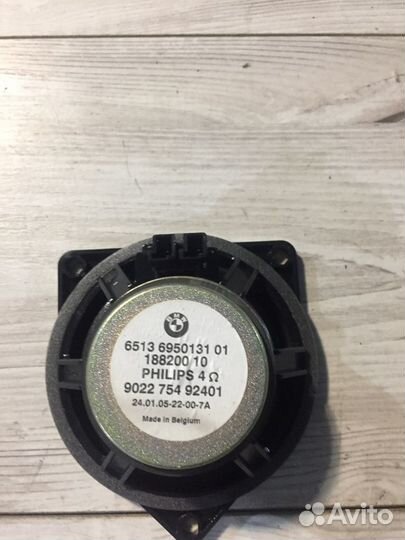 BMW
6513 6950131 01
188200 10
PHILIPS 4 Ω
9022 754 92401
24.01.05-22-00-7A
Made in Belgium
Avito